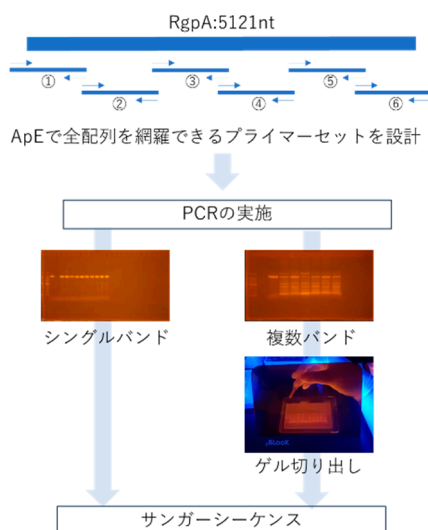 RgpA:5121nt
① ③ ⑤
② ④ ⑥
ApEで全配列を網羅できるプライマーセットを設計
PCRの実施
シングルバンド 複数バンド
ゲル切り出し
サンガーシーケンス